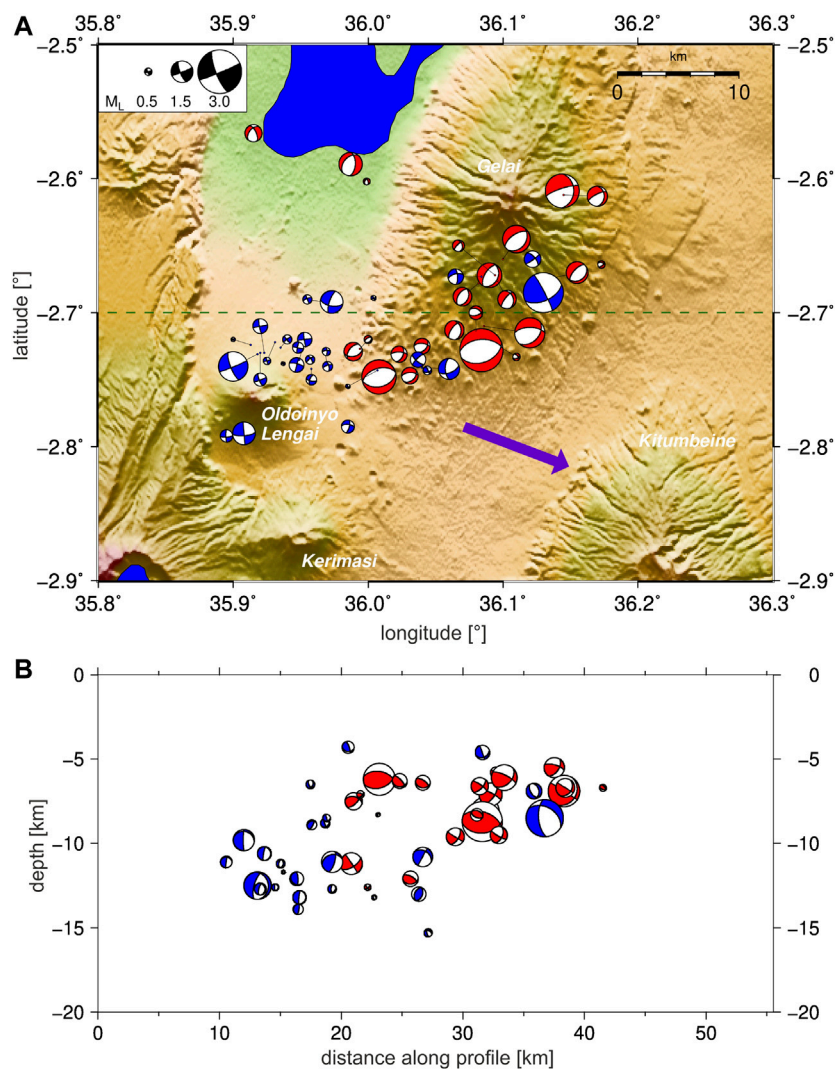 A
35.8˚ 35.9˚ 36.0˚ 36.1˚ 36.2˚ 36.3˚
−2.5˚ −2.5˚
M_L 0.5 1.5 3.0
km
0 10
−2.6˚ −2.6˚
Gelai
−2.7˚ −2.7˚
latitude [°]
Oldoinyo
Lengai
Kitumbeine
−2.8˚ −2.8˚
Kerimasi
−2.9˚ −2.9˚
35.8˚ 35.9˚ 36.0˚ 36.1˚ 36.2˚ 36.3˚
longitude [°]
B
0 0
−5 −5
−10 −10
depth [km]
−15 −15
−20 −20
0 10 20 30 40 50
distance along profile [km]